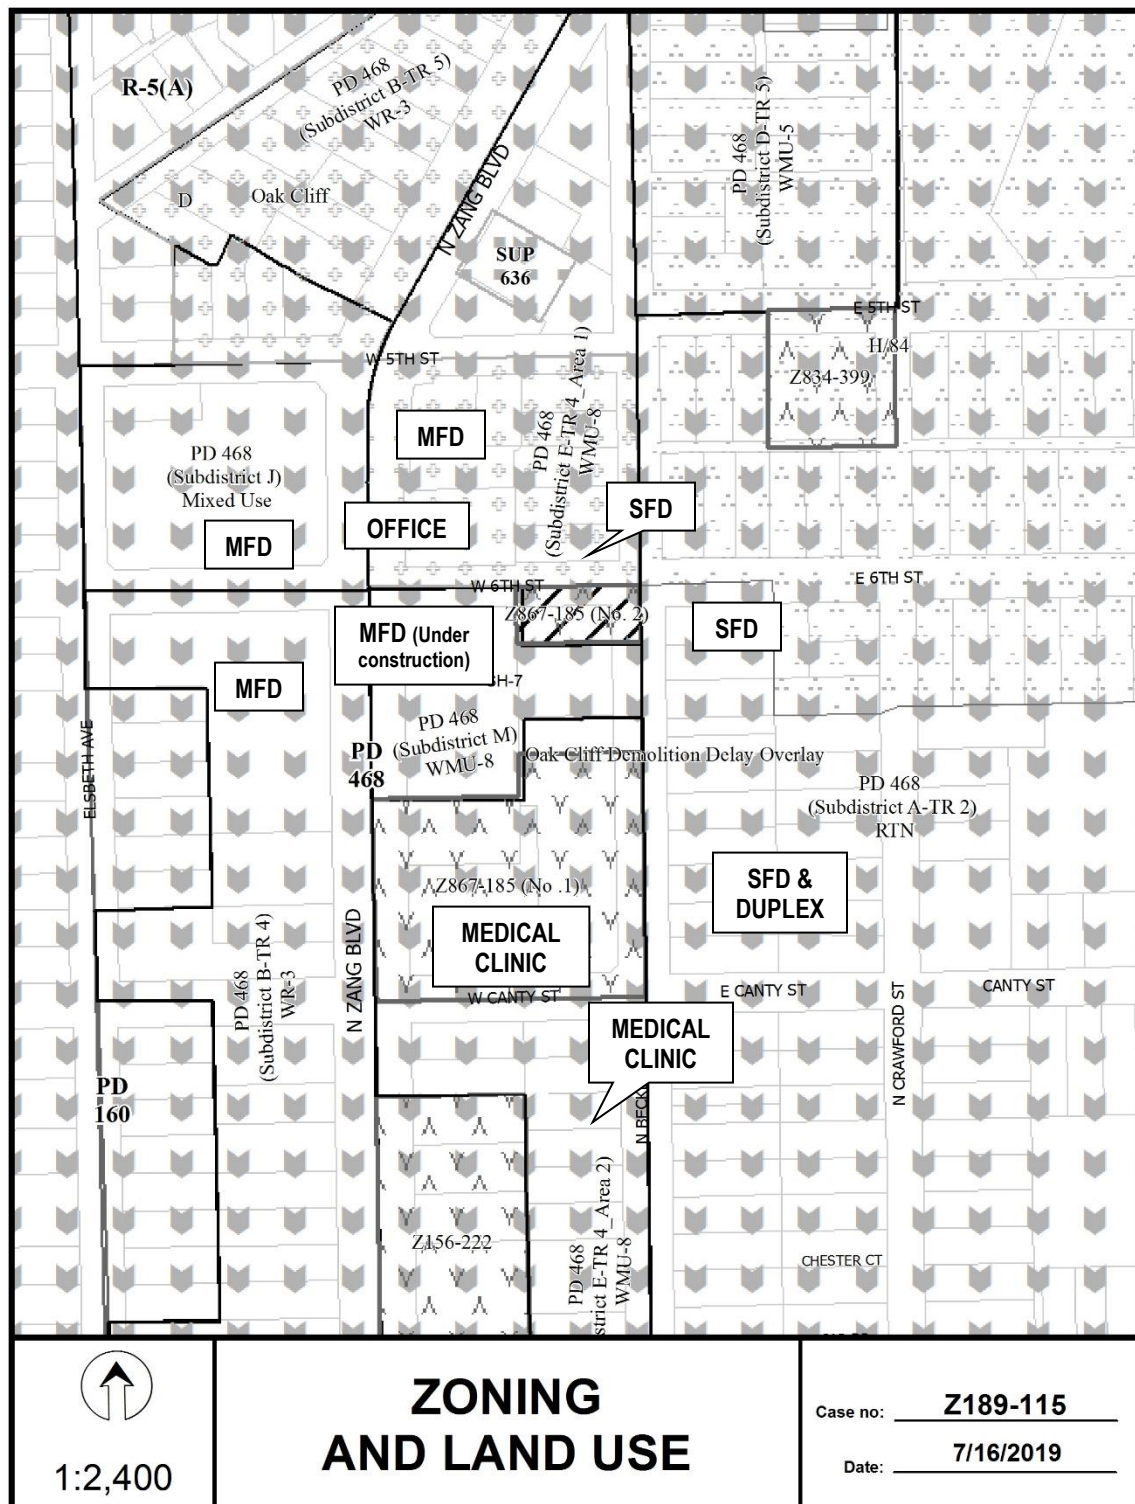 R-5(A)
PD 468
(Subdistrict B-TR 5)
WR-3
D
Oak Cliff
N ZANG BLVD
SUP
636
PD 468
(Subdistrict D-TR 5)
WMU-5
E 5TH ST
H/84
Z834-399
W 5TH ST
MFD
PD 468
(Subdistrict E-TR 4_Area 1)
WMU-8
PD 468
(Subdistrict J)
Mixed Use
MFD
OFFICE
SFD
W 6TH ST
E 6TH ST
Z867-185 (No. 2)
MFD (Under
construction)
SFD
MFD
SH-7
PD 468
(Subdistrict M)
WMU-8
PD
468
Oak Cliff Demolition Delay Overlay
ELSBETH AVE
PD 468
(Subdistrict A-TR 2)
RTN
Z867-185 (No .1)
SFD &
DUPLEX
MEDICAL
CLINIC
PD 468
(Subdistrict B-TR 4)
WR-3
N ZANG BLVD
W CANTY ST
E CANTY ST
CANTY ST
N CRAWFORD ST
MEDICAL
CLINIC
PD
160
N BECK
Z156-222
PD 468
strict E-TR 4_Area 2)
WMU-8
CHESTER CT
1:2,400
ZONING
AND LAND USE
Case no: Z189-115
Date: 7/16/2019